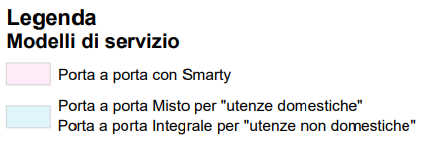 Legenda
Modelli di servizio
Porta a porta con Smarty
Porta a porta Misto per "utenze domestiche"
Porta a porta Integrale per "utenze non domestiche"